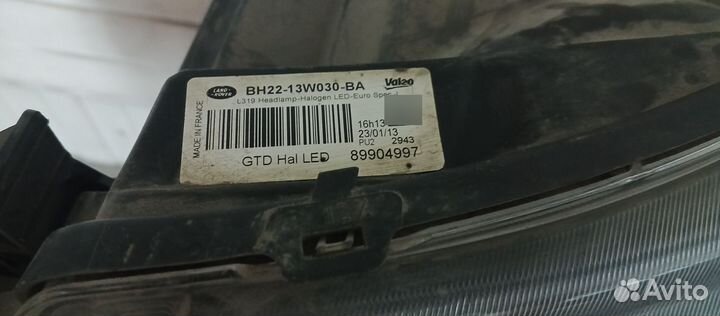 LAND ROVER
BH22-13W030-BA
Valeo
L319 Headlamp-Halogen LED-Euro
MADE IN FRANCE
16h13
23/01/13
PU2 2943
GTD Hal LED
89904997
Avito